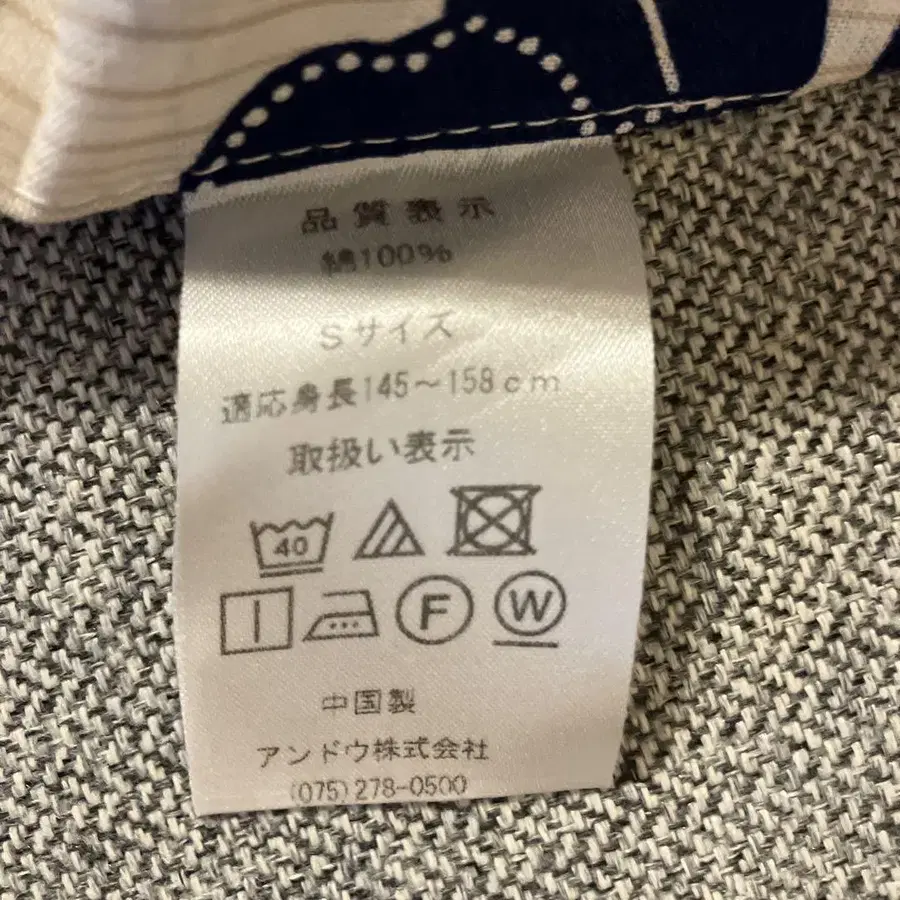 品質表示
綿100%
Sサイズ
適応身長145～158cm
取扱い表示
40
F W
中国製
アンドウ株式会社
(075)278-0500